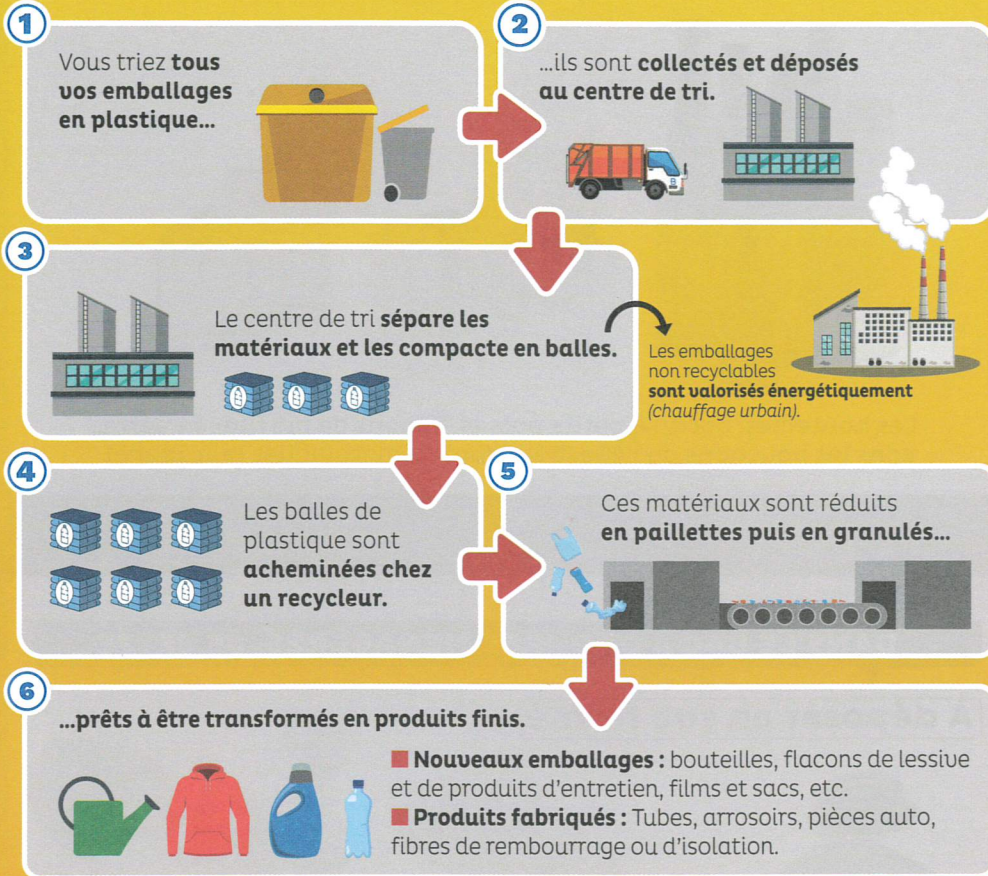 1
Vous triez tous
vos emballages
en plastique...
2
...ils sont collectés et déposés
au centre de tri.
3
Le centre de tri sépare les
matériaux et les compacte en balles.
Les emballages
non recyclables
sont valorisés énergétiquement
(chauffage urbain).
4
Les balles de
plastique sont
acheminées chez
un recycleur.
5
Ces matériaux sont réduits
en paillettes puis en granulés...
6
...prêts à être transformés en produits finis.
Nouveaux emballages : bouteilles, flacons de lessive
et de produits d'entretien, films et sacs, etc.
Produits fabriqués : Tubes, arrosoirs, pièces auto,
fibres de rembourrage ou d'isolation.